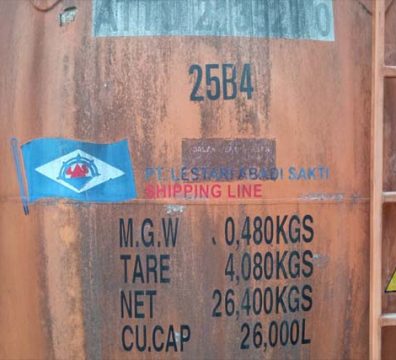 25B4
PT. LESTARI ABADI SAKTI
SHIPPING LINE
M.G.W 0,480KGS
TARE 4,080KGS
NET 26,400KGS
CU.CAP 26,000L